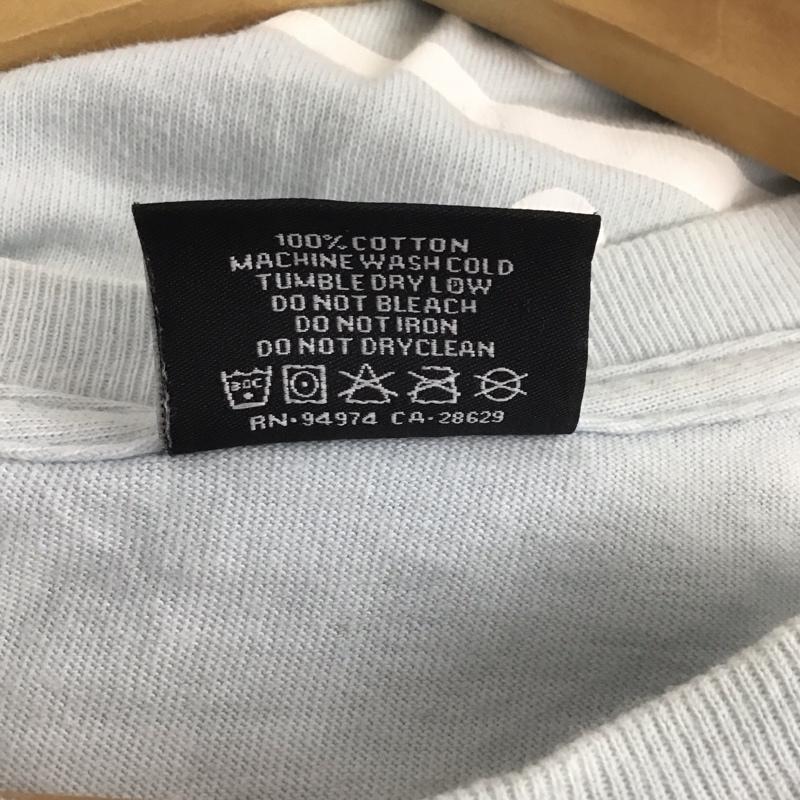 100% COTTON
MACHINE WASH COLD
TUMBLE DRY LOW
DO NOT BLEACH
DO NOT IRON
DO NOT DRYCLEAN
30C
RN·94974 CA·28629